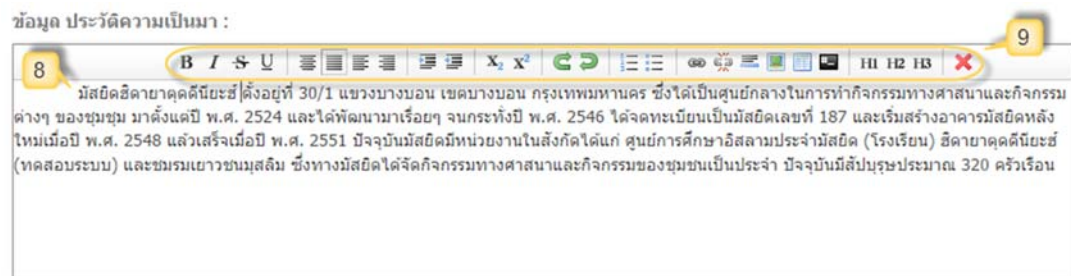 ข้อมูล ประวัติความเป็นมา :
9
8
B I S U X₂ X² H1 H2 H3
มัสยิดฮีดายาตุดดีนียะฮ์ ตั้งอยู่ที่ 30/1 แขวงบางบอน เขตบางบอน กรุงเทพมหานคร ซึ่งได้เป็นศูนย์กลางในการทำกิจกรรมทางศาสนาและกิจกรรม
ต่างๆ ของชุมชุม มาตั้งแต่ปี พ.ศ. 2524 และได้พัฒนามาเรื่อยๆ จนกระทั่งปี พ.ศ. 2546 ได้จดทะเบียนเป็นมัสยิดเลขที่ 187 และเริ่มสร้างอาคารมัสยิดหลัง
ใหม่เมื่อปี พ.ศ. 2548 แล้วเสร็จเมื่อปี พ.ศ. 2551 ปัจจุบันมัสยิดมีหน่วยงานในสังกัดได้แก่ ศูนย์การศึกษาอิสลามประจำมัสยิด (โรงเรียน) ฮีดายาตุดดีนียะฮ์
(ทดสอบระบบ) และชมรมเยาวชนมุสลิม ซึ่งทางมัสยิดได้จัดกิจกรรมทางศาสนาและกิจกรรมของชุมชนเป็นประจำ ปัจจุบันมีสัปบุรุษประมาณ 320 ครัวเรือน